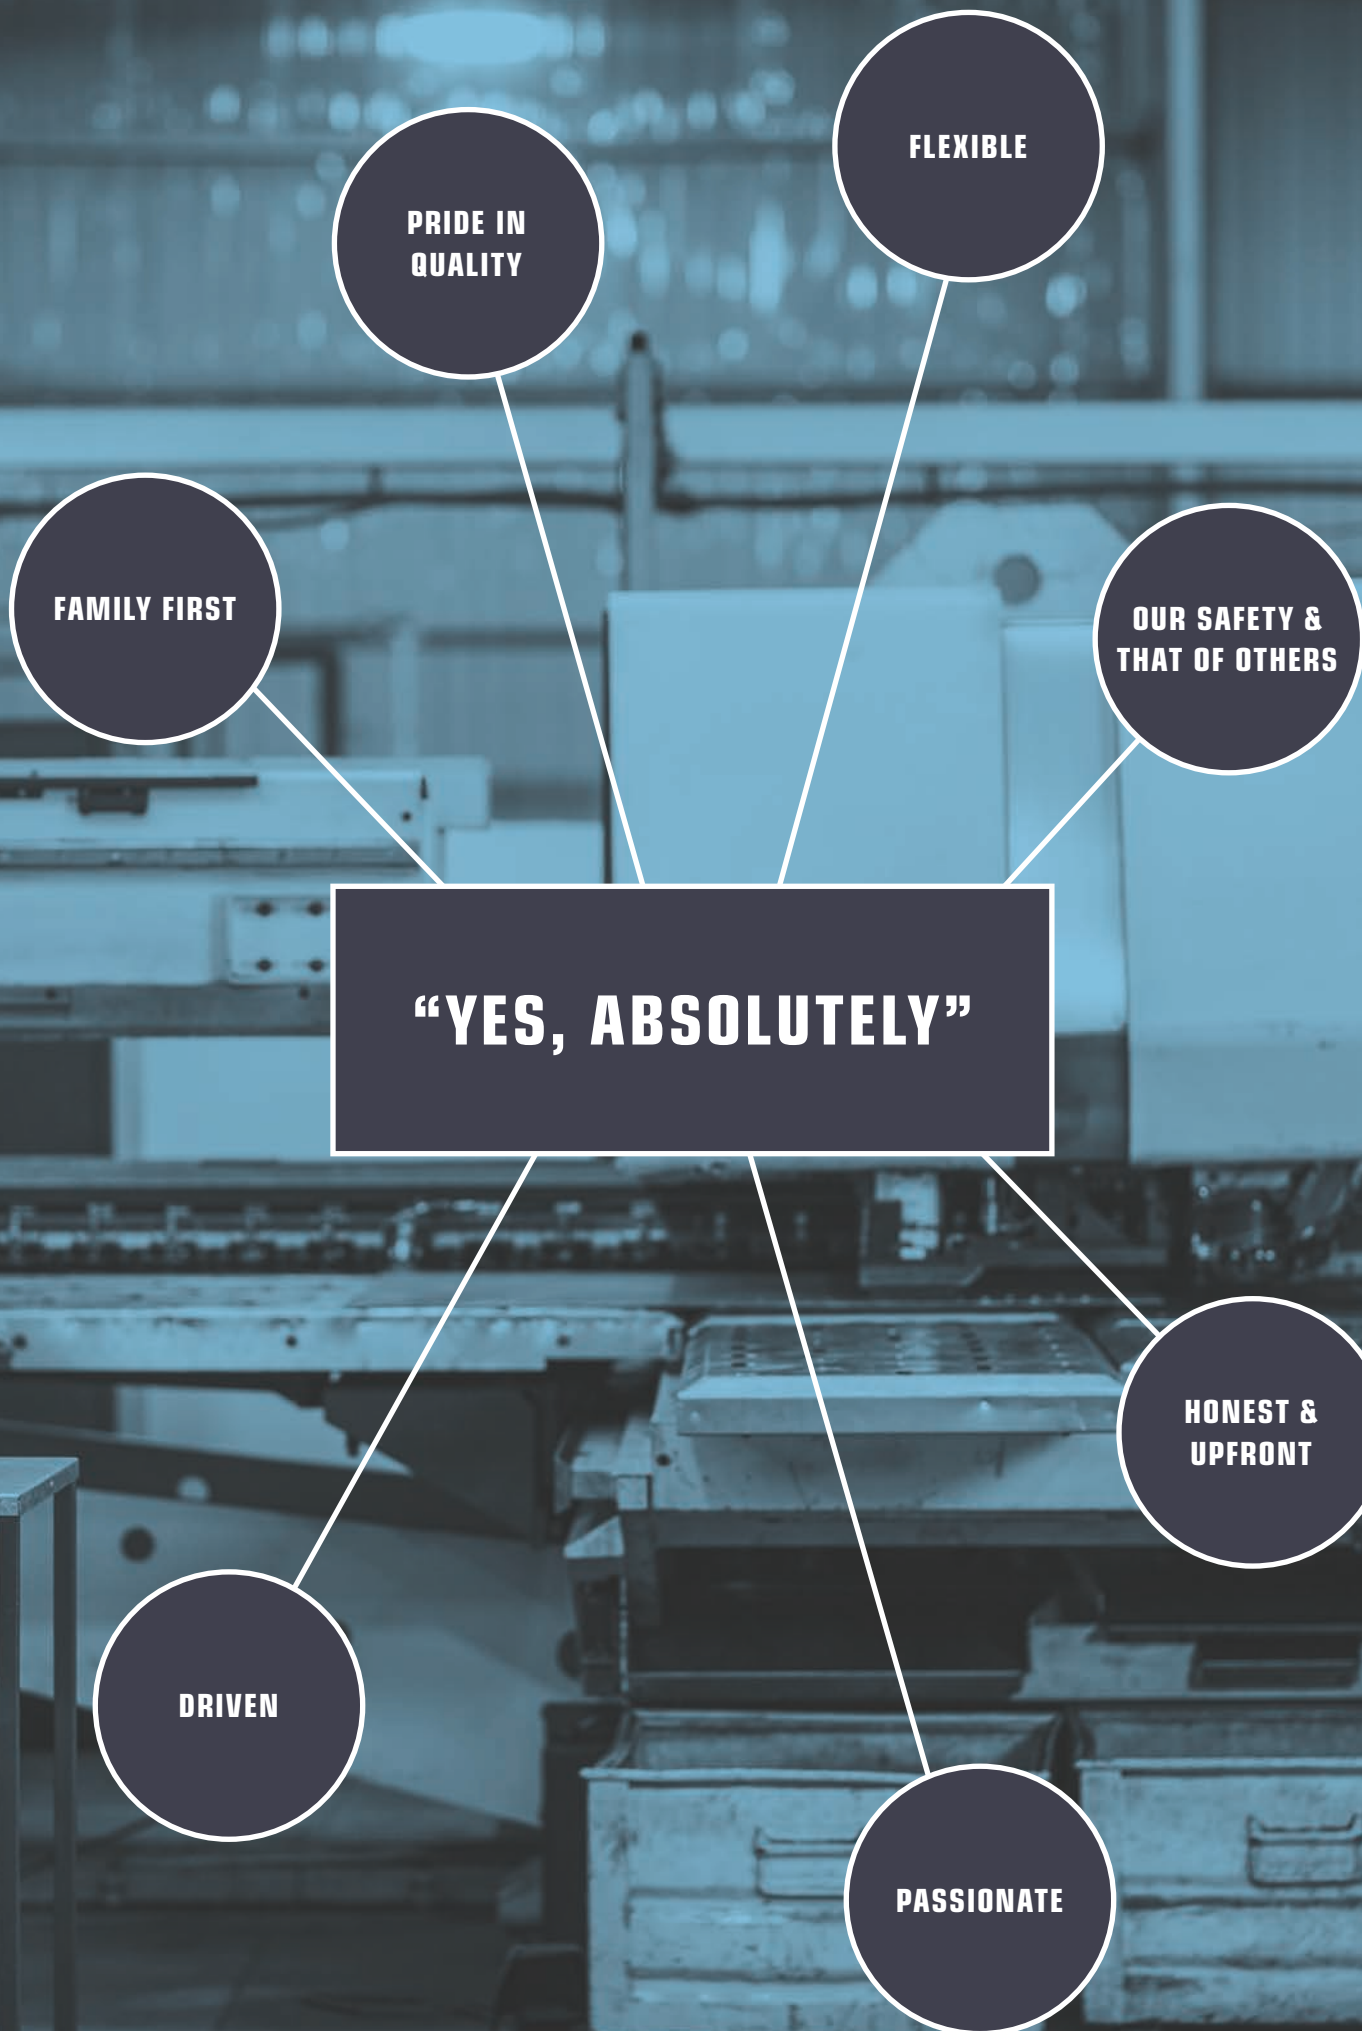 FLEXIBLE
PRIDE IN
QUALITY
FAMILY FIRST
OUR SAFETY &
THAT OF OTHERS
“YES, ABSOLUTELY”
HONEST &
UPFRONT
DRIVEN
PASSIONATE